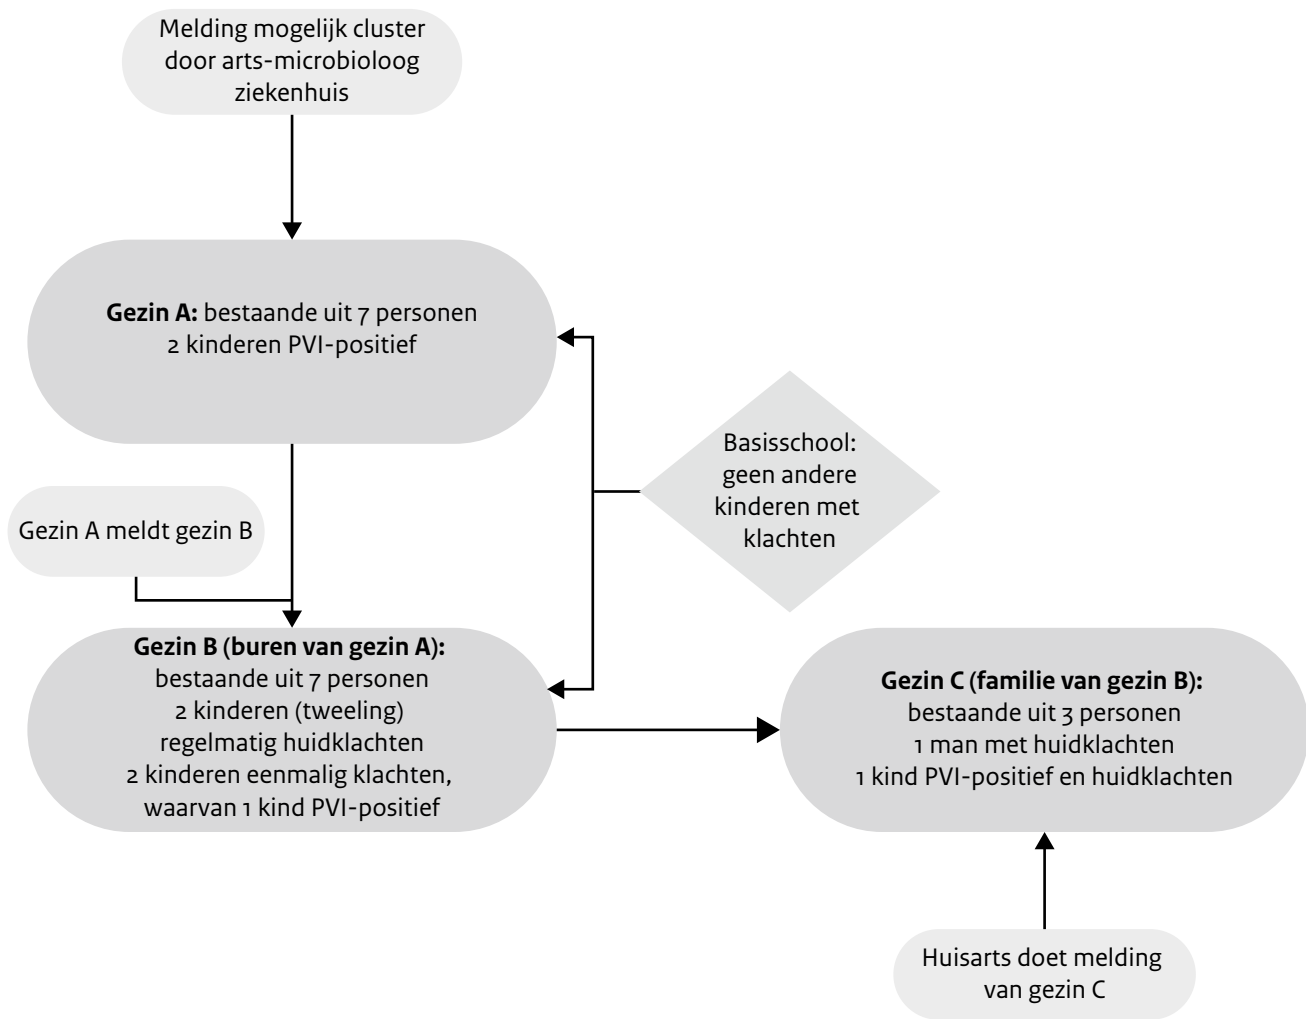 Melding mogelijk cluster
door arts-microbioloog
ziekenhuis
Gezin A: bestaande uit 7 personen
2 kinderen PVI-positief
Basisschool:
geen andere
kinderen met
klachten
Gezin A meldt gezin B
Gezin B (buren van gezin A):
bestaande uit 7 personen
2 kinderen (tweeling)
regelmatig huidklachten
2 kinderen eenmalig klachten,
waarvan 1 kind PVI-positief
Gezin C (familie van gezin B):
bestaande uit 3 personen
1 man met huidklachten
1 kind PVI-positief en huidklachten
Huisarts doet melding
van gezin C